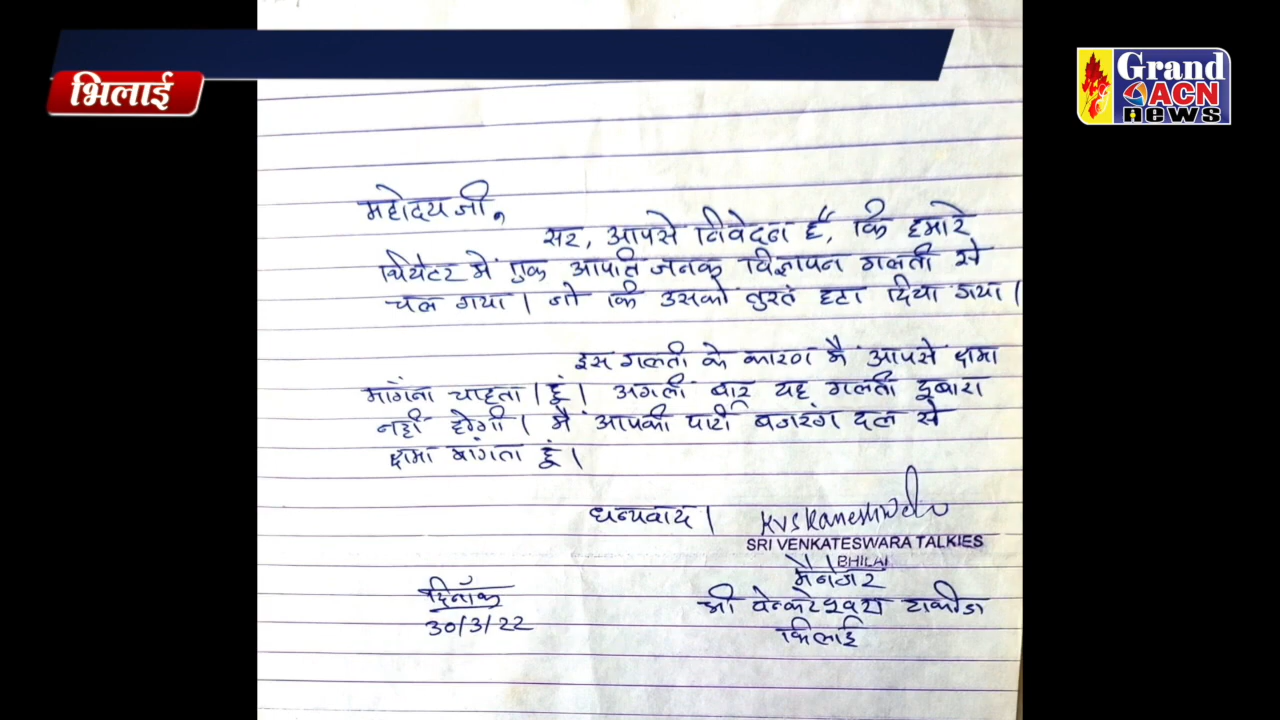 भिलाई
Grand
ACN
news
महोदय जी,
सर, आपसे निवेदन है, कि हमारे
थियेटर में एक आपति जनक विज्ञापन गलती से
चल गया। जो कि उसको तुरतं हटा दिया गया।
इस गलती के कारण मैं आपसे क्षमा
मांगना चाहता। हूं। अगली बार यह गलती दुबारा
नहीं होगी। मैं आपकी पार्टी बजरंग दल से
क्षमा मांगता हूं।
धन्यवाद।
SRI VENKATESWARA TALKIES
BHILAI
मैनेजर
दिनाँक
श्री वेन्कटेश्वरा टाकीज
30/3/22
भिलाई